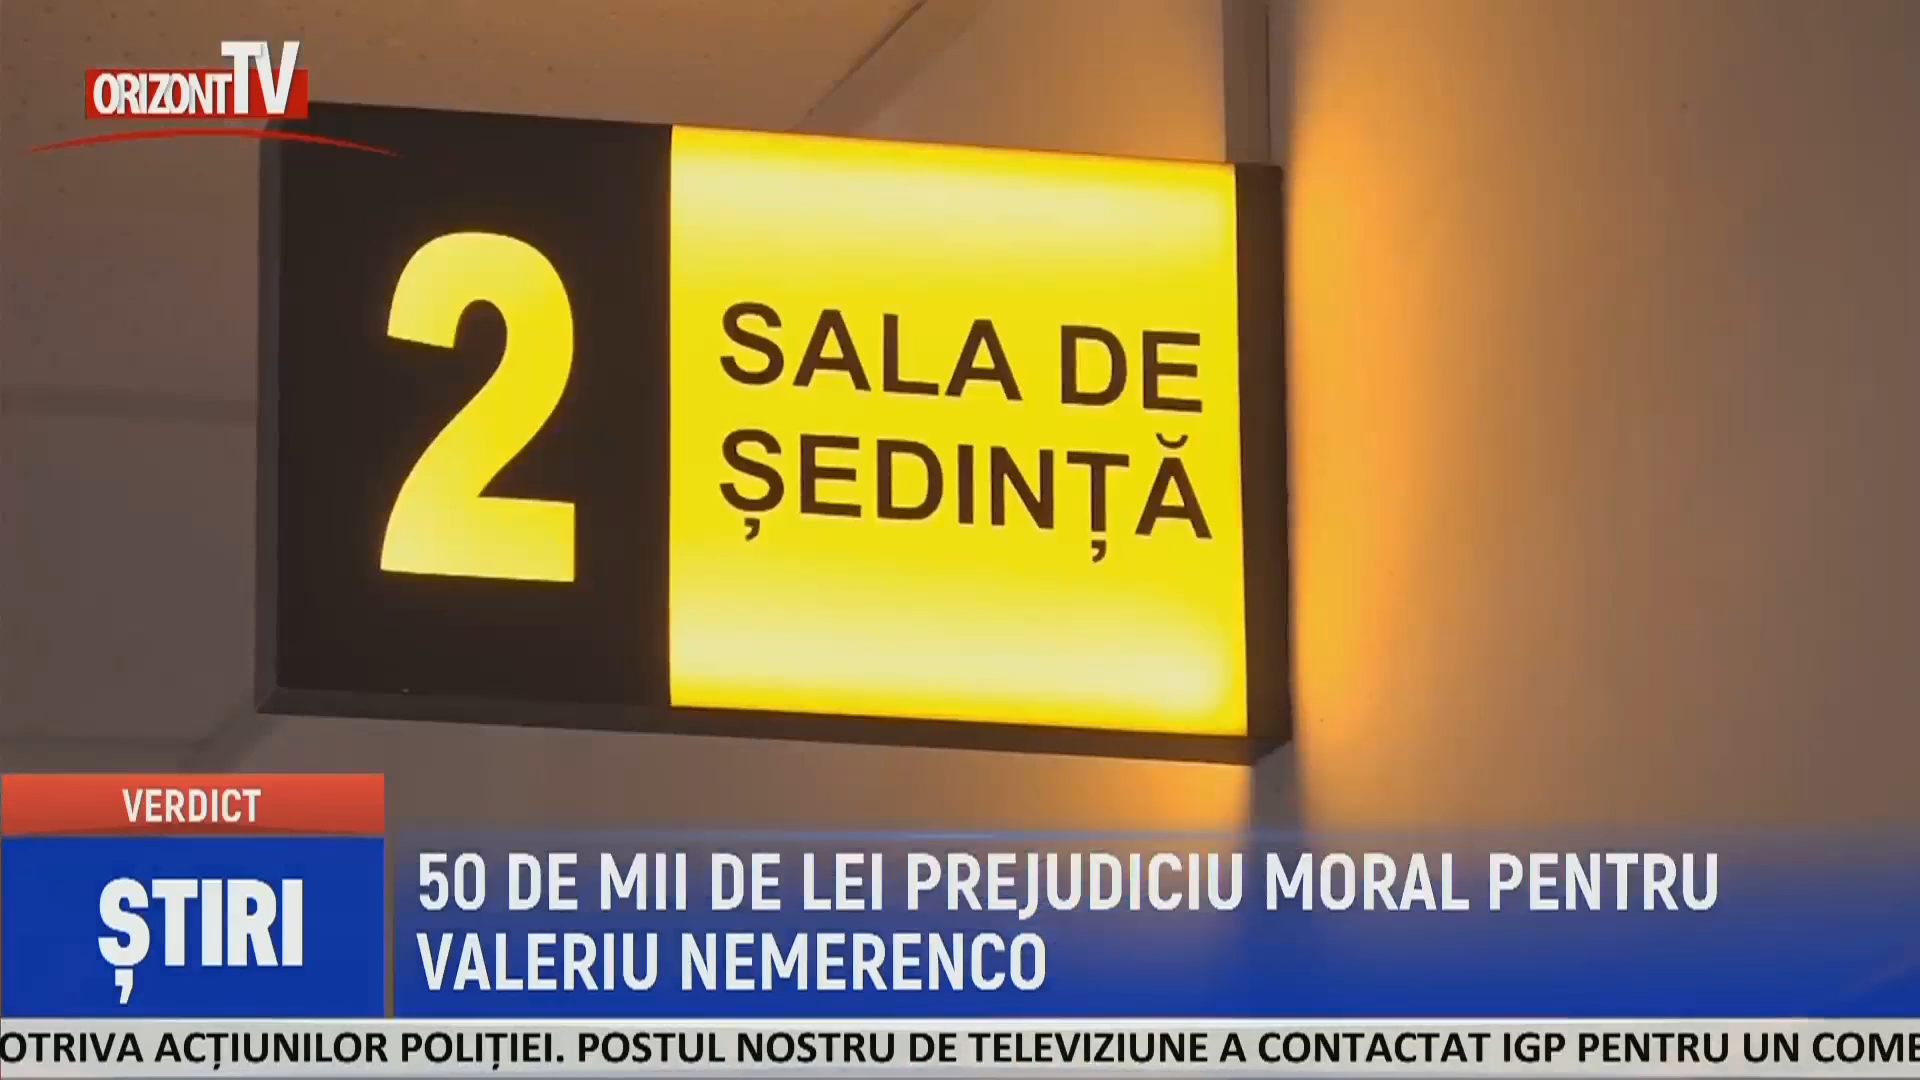 ORIZONT TV
2
SALA DE
ȘEDINȚĂ
VERDICT
ȘTIRI
50 DE MII DE LEI PREJUDICIU MORAL PENTRU
VALERIU NEMERENCO
OTRIVA ACȚIUNILOR POLIȚIEI. POSTUL NOSTRU DE TELEVIZIUNE A CONTACTAT IGP PENTRU UN COME